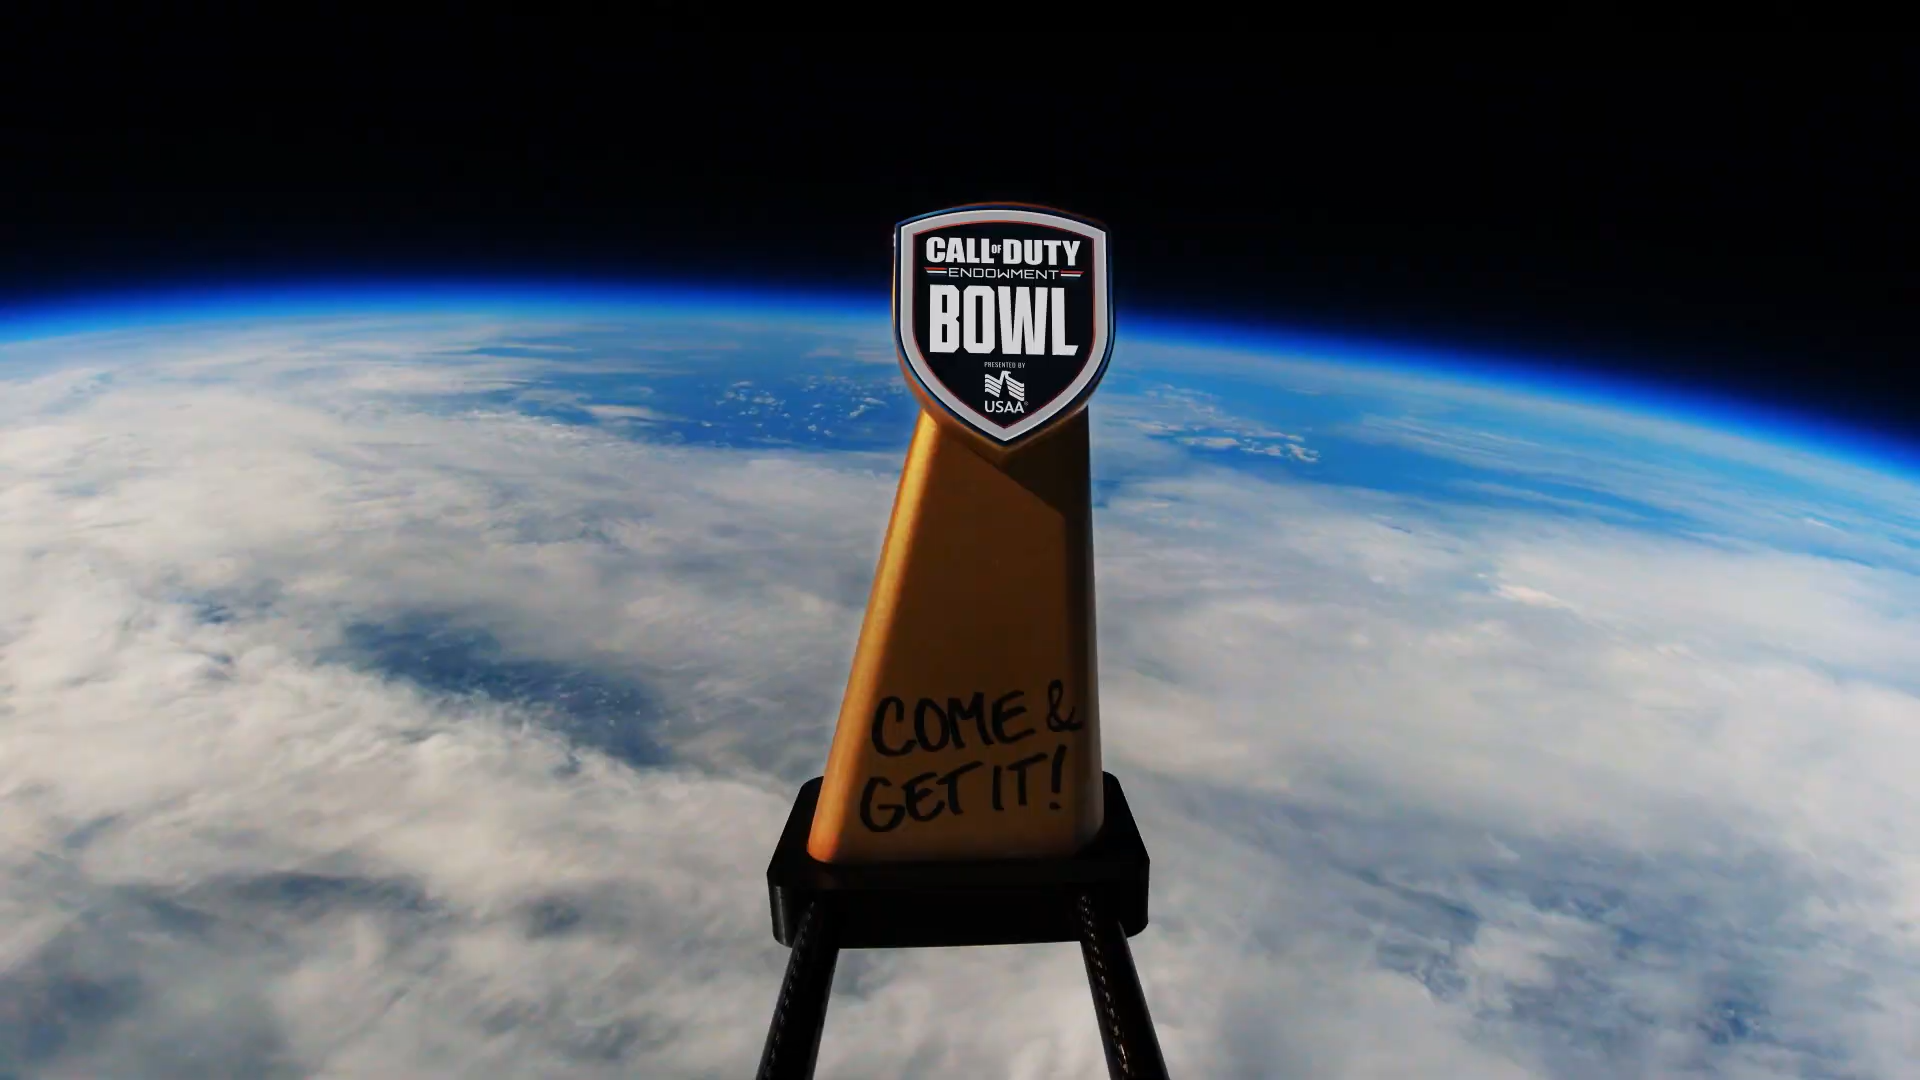 CALL OF DUTY
ENDOWMENT
BOWL
PRESENTED BY
USAA®
COME &
GET IT!